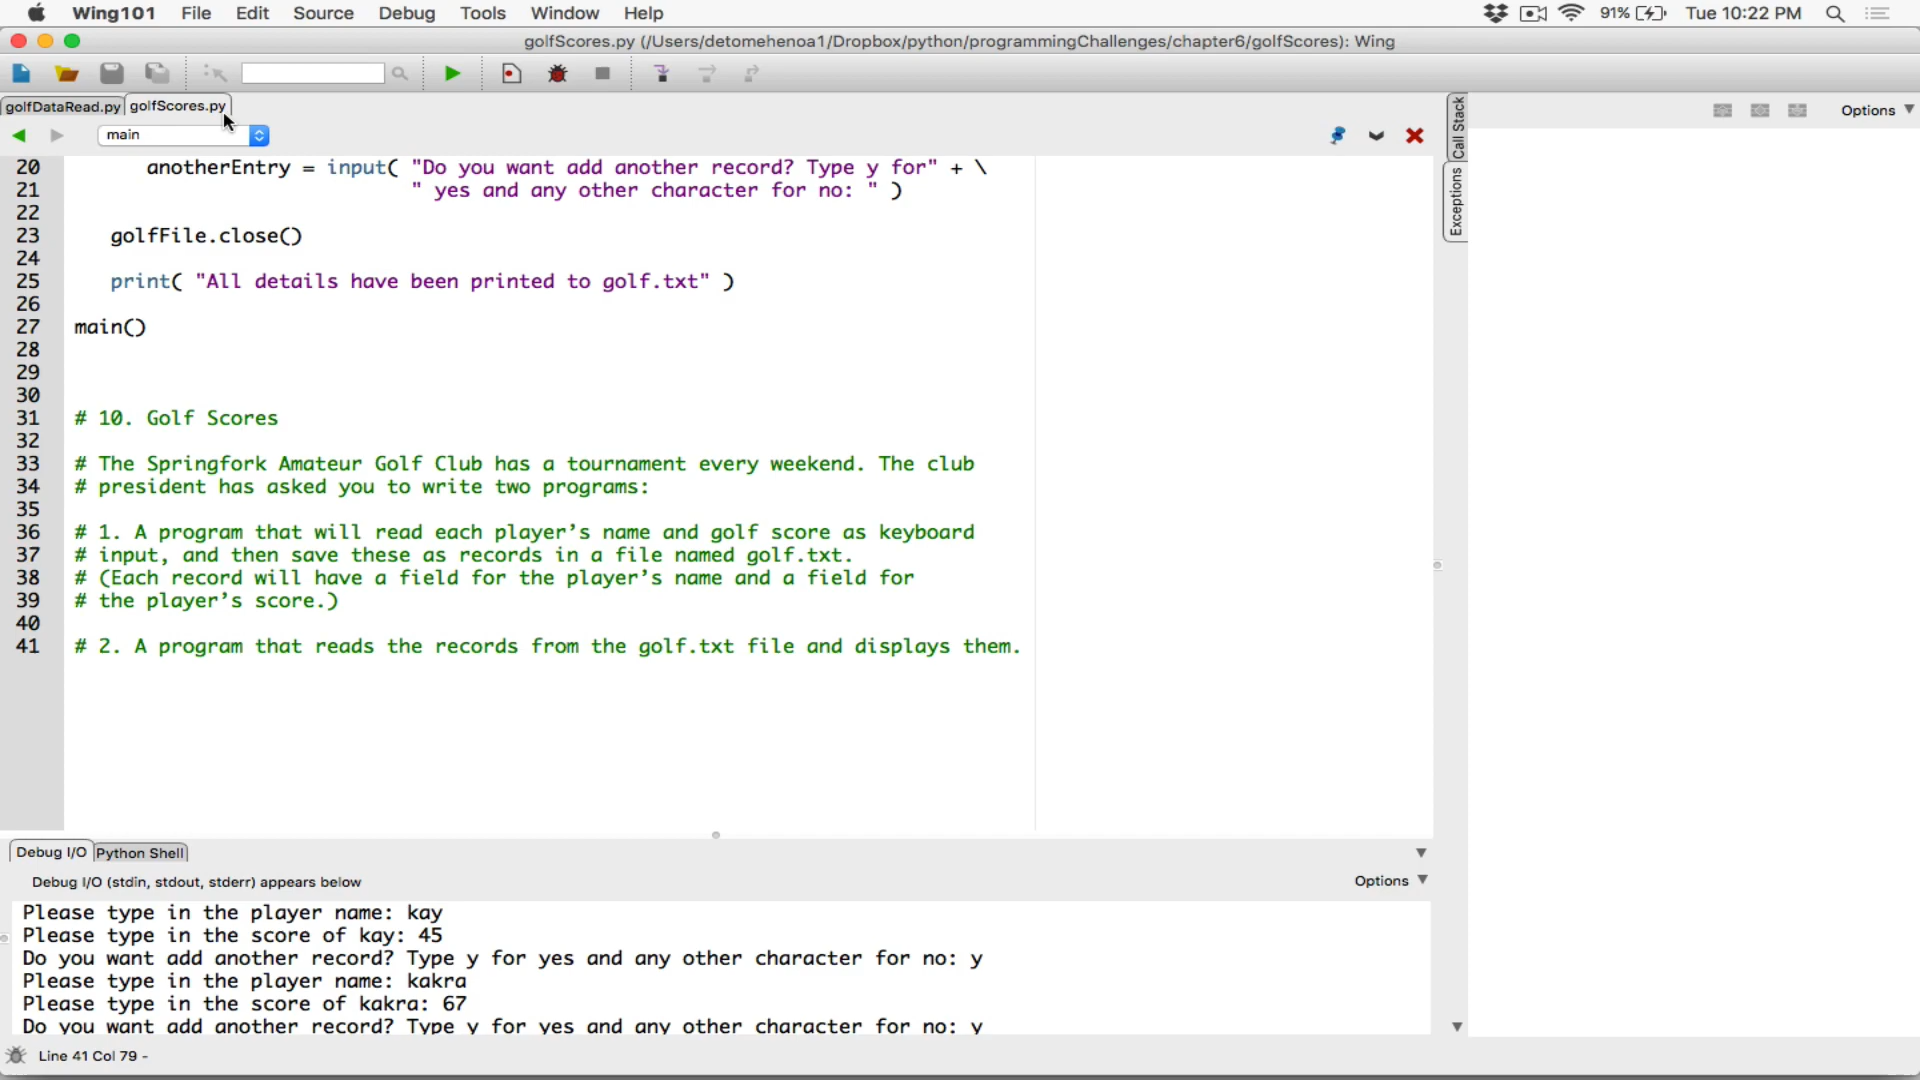 Wing101 File Edit Source Debug Tools Window Help 91% Tue 10:22 PM
golfScores.py (/Users/detomehenoa1/Dropbox/python/programmingChallenges/chapter6/golfScores): Wing
golfDataRead.py golfScores.py
main
Call Stack
Exceptions
Options
20 anotherEntry = input( "Do you want add another record? Type y for" + \
21 " yes and any other character for no: " )
22
23 golfFile.close()
24
25 print( "All details have been printed to golf.txt" )
26
27 main()
28
29
30
31 # 10. Golf Scores
32
33 # The Springfork Amateur Golf Club has a tournament every weekend. The club
34 # president has asked you to write two programs:
35
36 # 1. A program that will read each player’s name and golf score as keyboard
37 # input, and then save these as records in a file named golf.txt.
38 # (Each record will have a field for the player’s name and a field for
39 # the player’s score.)
40
41 # 2. A program that reads the records from the golf.txt file and displays them.
Debug I/O Python Shell
Debug I/O (stdin, stdout, stderr) appears below
Options
Please type in the player name: kay
Please type in the score of kay: 45
Do you want add another record? Type y for yes and any other character for no: y
Please type in the player name: kakra
Please type in the score of kakra: 67
Do you want add another record? Type y for yes and any other character for no: y
Line 41 Col 79 -